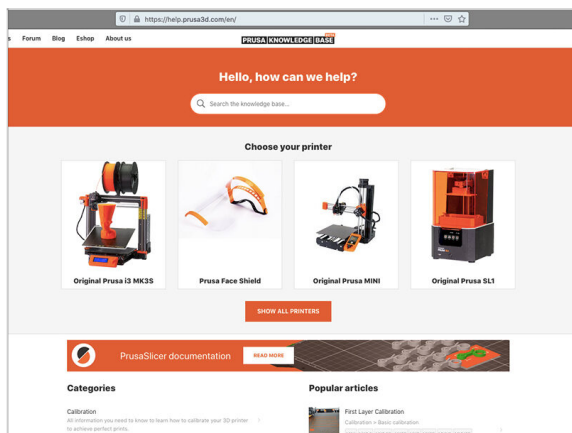 https://help.prusa3d.com/en/
s Forum Blog Eshop About us
PRUSA KNOWLEDGE BASE
BETA
Hello, how can we help?
Search the knowledge base...
Choose your printer
Original Prusa i3 MK3S
Prusa Face Shield
Original Prusa MINI
Original Prusa SL1
SHOW ALL PRINTERS
PrusaSlicer documentation
READ MORE
Categories
Calibration
All information you need to know to learn how to calibrate your 3D printer
to achieve perfect prints.
Popular articles
First Layer Calibration
Calibration > Basic calibration